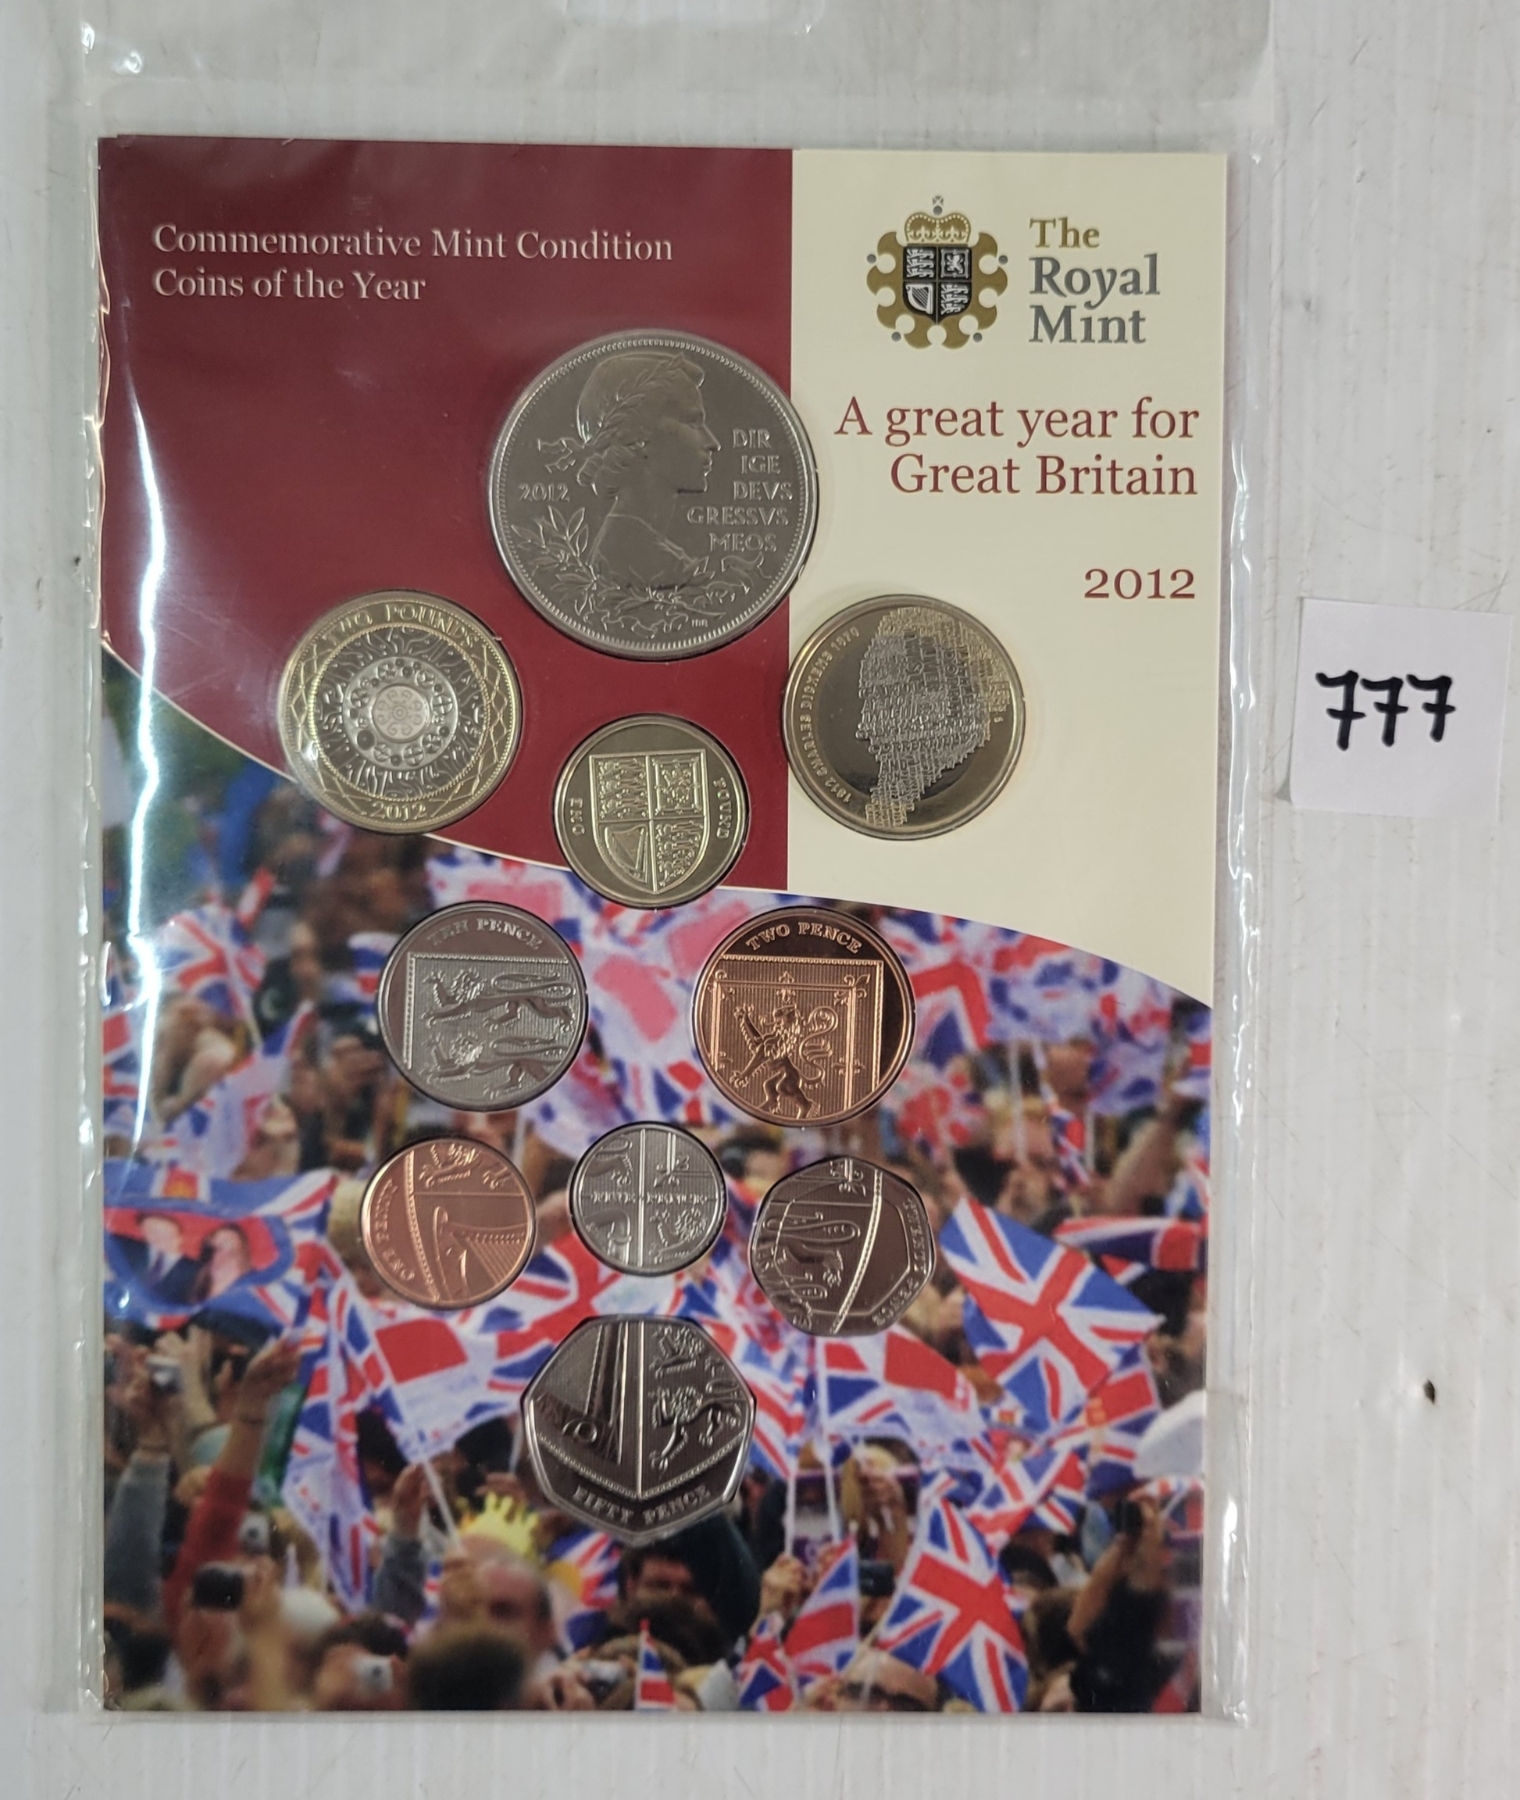 Commemorative Mint Condition
Coins of the Year
The
Royal
Mint
A great year for
Great Britain
2012
777
2012
DIR
IGE
DEVS
GRESSVS
MEOS
TWO POUNDS
2012
1812 CHARLES DICKENS 1870
ONE
POUND
TEN PENCE
TWO PENCE
ONE PENNY
FIVE PENCE
FIFTY PENCE